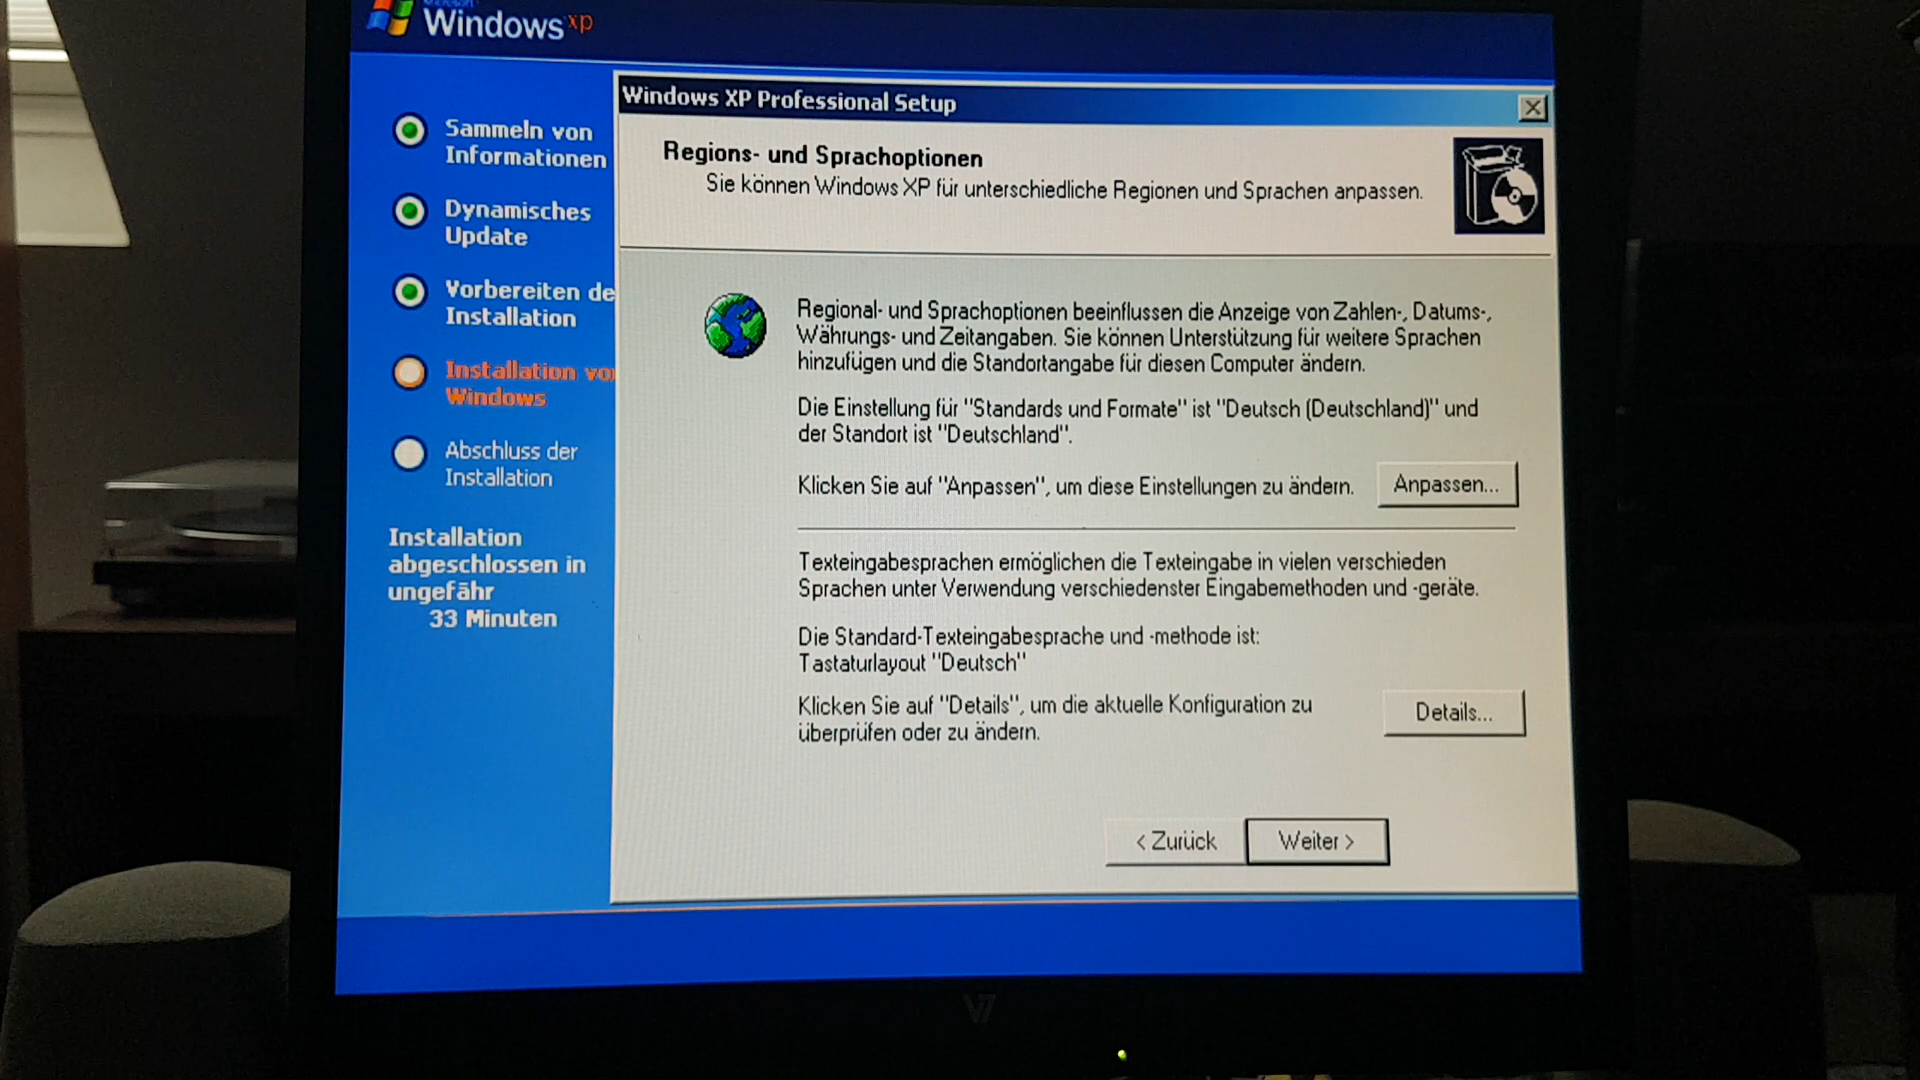 Microsoft
Windows xp
Sammeln von
Informationen
Dynamisches
Update
Vorbereiten de
Installation
Installation von
Windows
Abschluss der
Installation
Installation
abgeschlossen in
ungefähr
33 Minuten
Windows XP Professional Setup
Regions- und Sprachoptionen
Sie können Windows XP für unterschiedliche Regionen und Sprachen anpassen.
Regional- und Sprachoptionen beeinflussen die Anzeige von Zahlen-, Datums-,
Währungs- und Zeitangaben. Sie können Unterstützung für weitere Sprachen
hinzufügen und die Standortangabe für diesen Computer ändern.
Die Einstellung für "Standards und Formate" ist "Deutsch (Deutschland)" und
der Standort ist "Deutschland".
Klicken Sie auf "Anpassen", um diese Einstellungen zu ändern.
Anpassen...
Texteingabesprachen ermöglichen die Texteingabe in vielen verschieden
Sprachen unter Verwendung verschiedenster Eingabemethoden und -geräte.
Die Standard-Texteingabesprache und -methode ist:
Tastaturlayout "Deutsch"
Klicken Sie auf "Details", um die aktuelle Konfiguration zu
überprüfen oder zu ändern.
Details...
< Zurück
Weiter >
V7